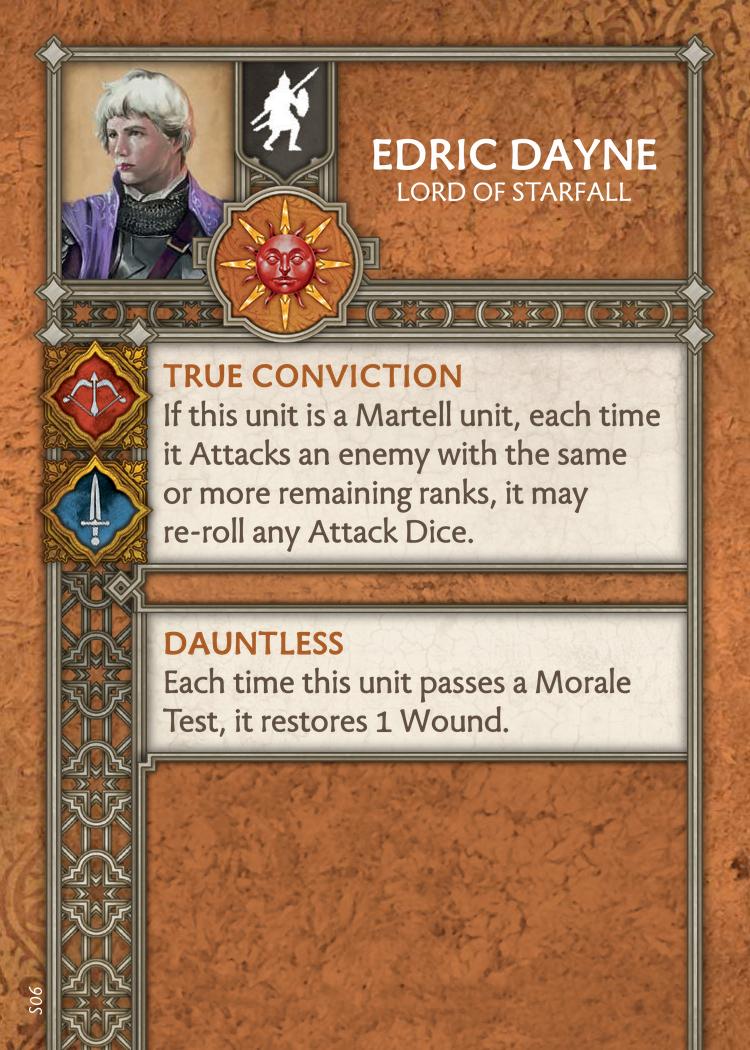 EDRIC DAYNE
LORD OF STARFALL
TRUE CONVICTION
If this unit is a Martell unit, each time
it Attacks an enemy with the same
or more remaining ranks, it may
re-roll any Attack Dice.
DAUNTLESS
Each time this unit passes a Morale
Test, it restores 1 Wound.
S06